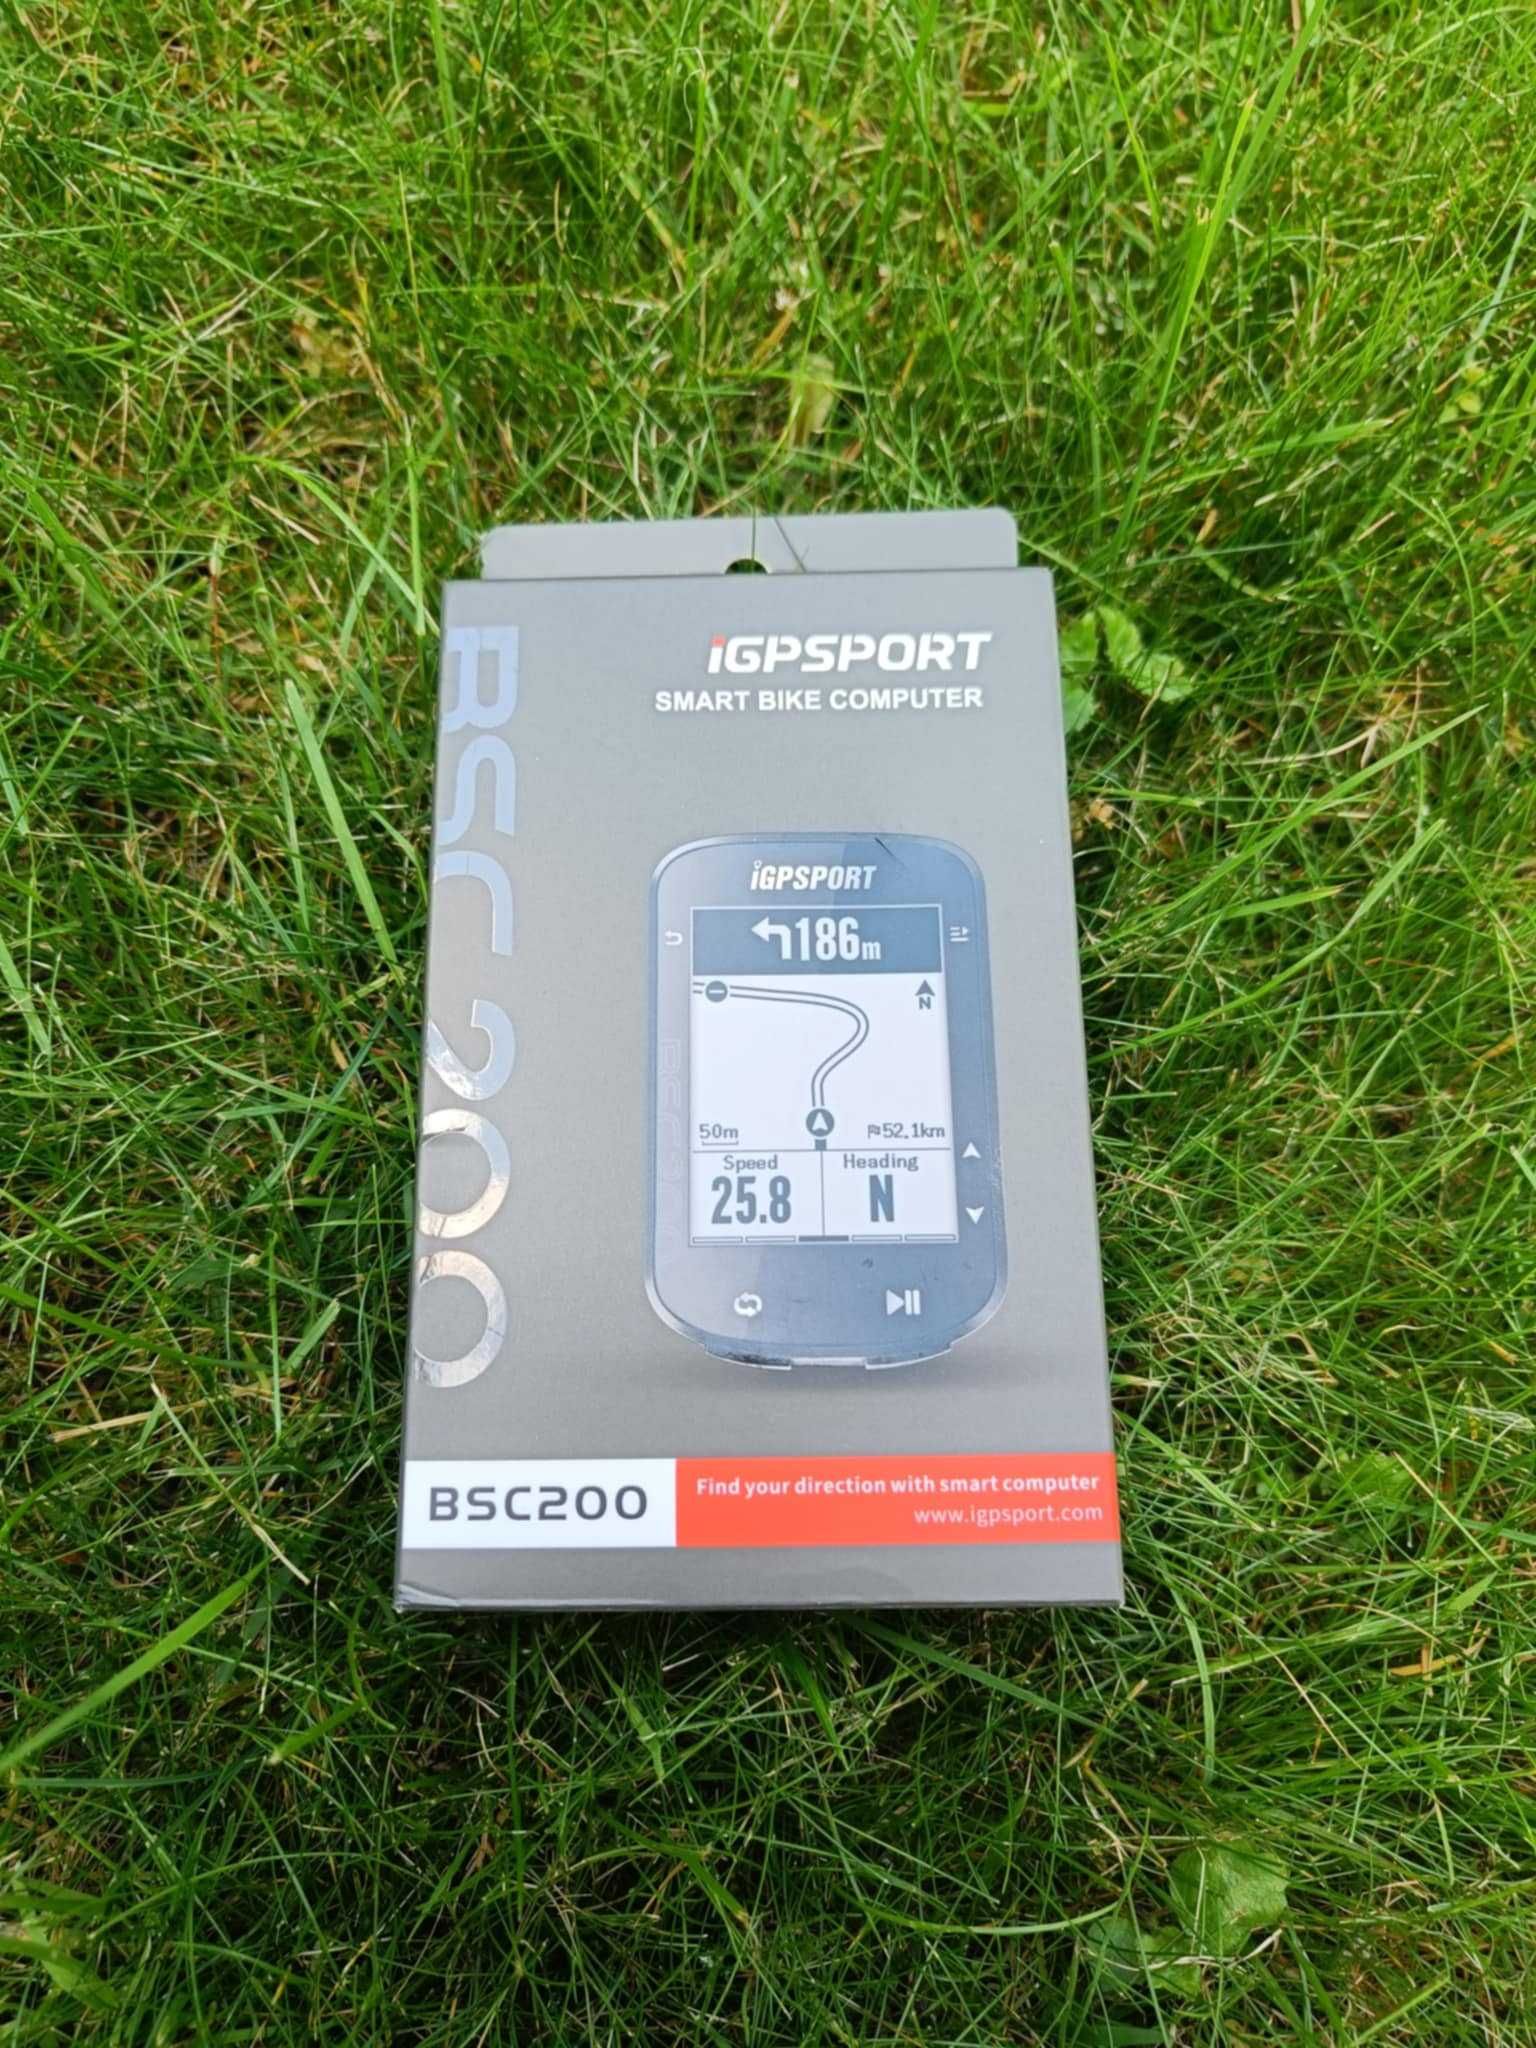 iGPSPORT
SMART BIKE COMPUTER
BSC 200
iGPSPORT
186m
N
50m
52.1km
Speed
Heading
25.8
N
BSC200
Find your direction with smart computer
www.igpsport.com